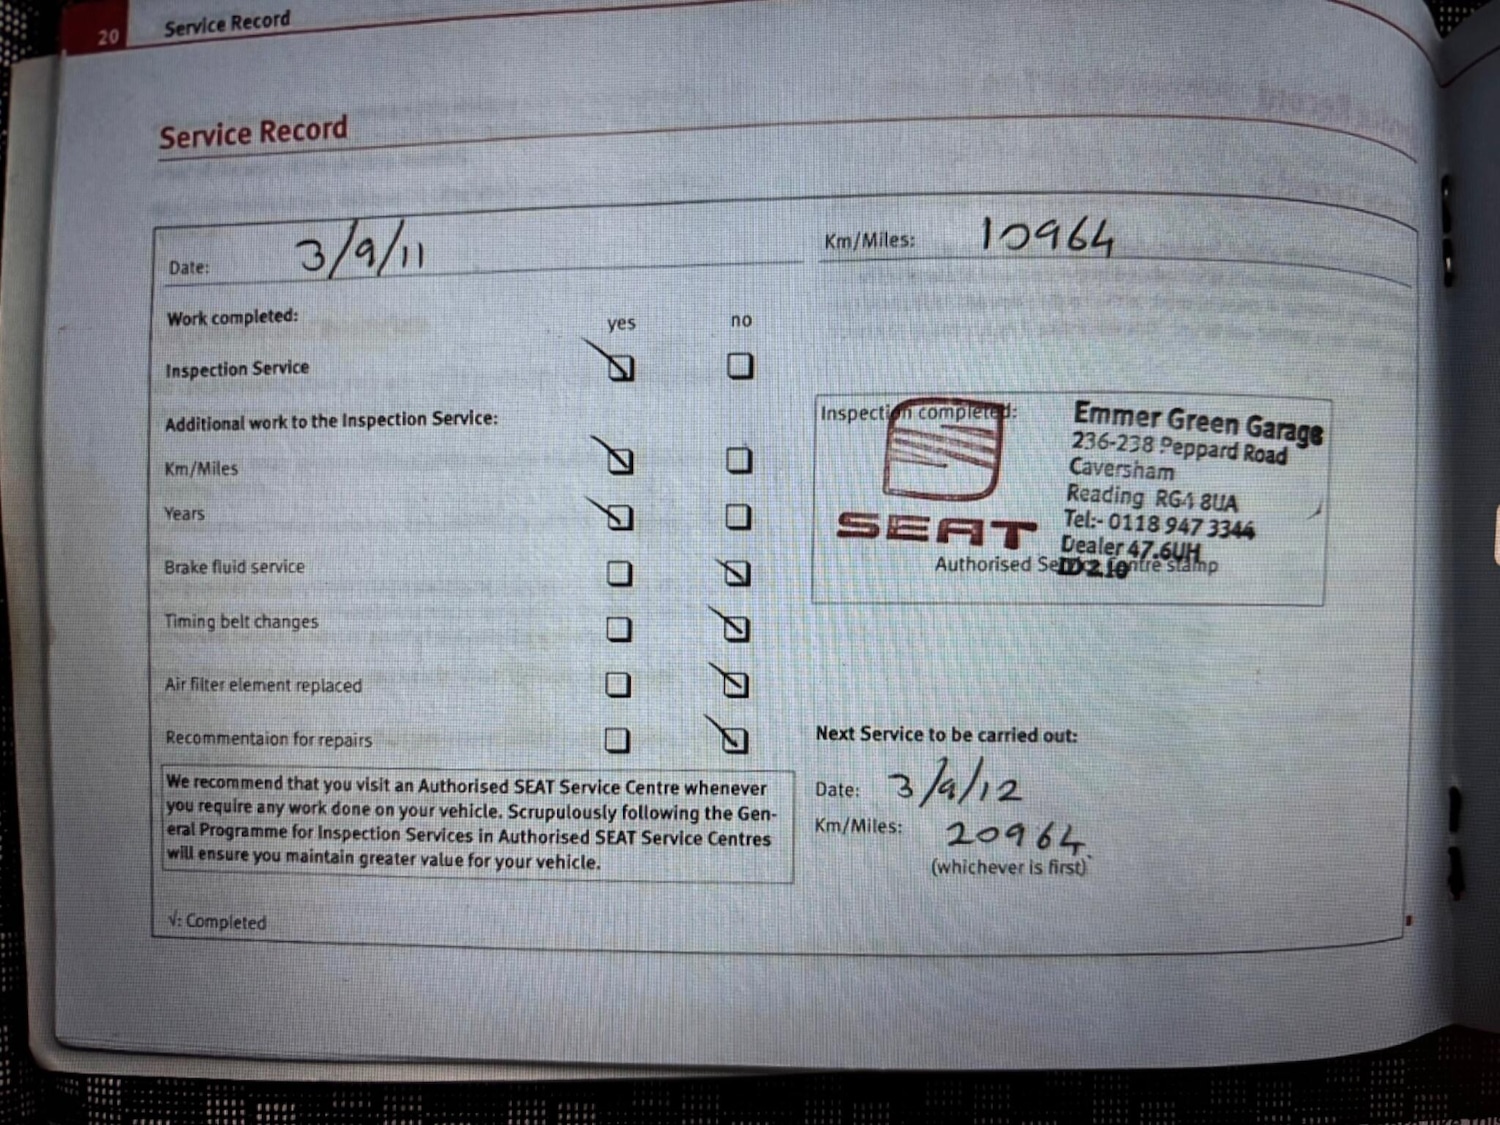 20 Service Record
Service Record
Date: 3/9/11 Km/Miles: 10964
Work completed: yes no
Inspection Service
Additional work to the Inspection Service:
Km/Miles
Years
Brake fluid service
Timing belt changes
Air filter element replaced
Recommentaion for repairs
We recommend that you visit an Authorised SEAT Service Centre whenever
you require any work done on your vehicle. Scrupulously following the Gen-
eral Programme for Inspection Services in Authorised SEAT Service Centres
will ensure you maintain greater value for your vehicle.
√: Completed
Inspection completed:
SEAT
Emmer Green Garage
236-238 Peppard Road
Caversham
Reading RG4 8UA
Tel:- 0118 947 3344
Dealer 47.6UH
ID 210
Authorised Se centre stamp
Next Service to be carried out:
Date: 3/9/12
Km/Miles: 20964
(whichever is first)